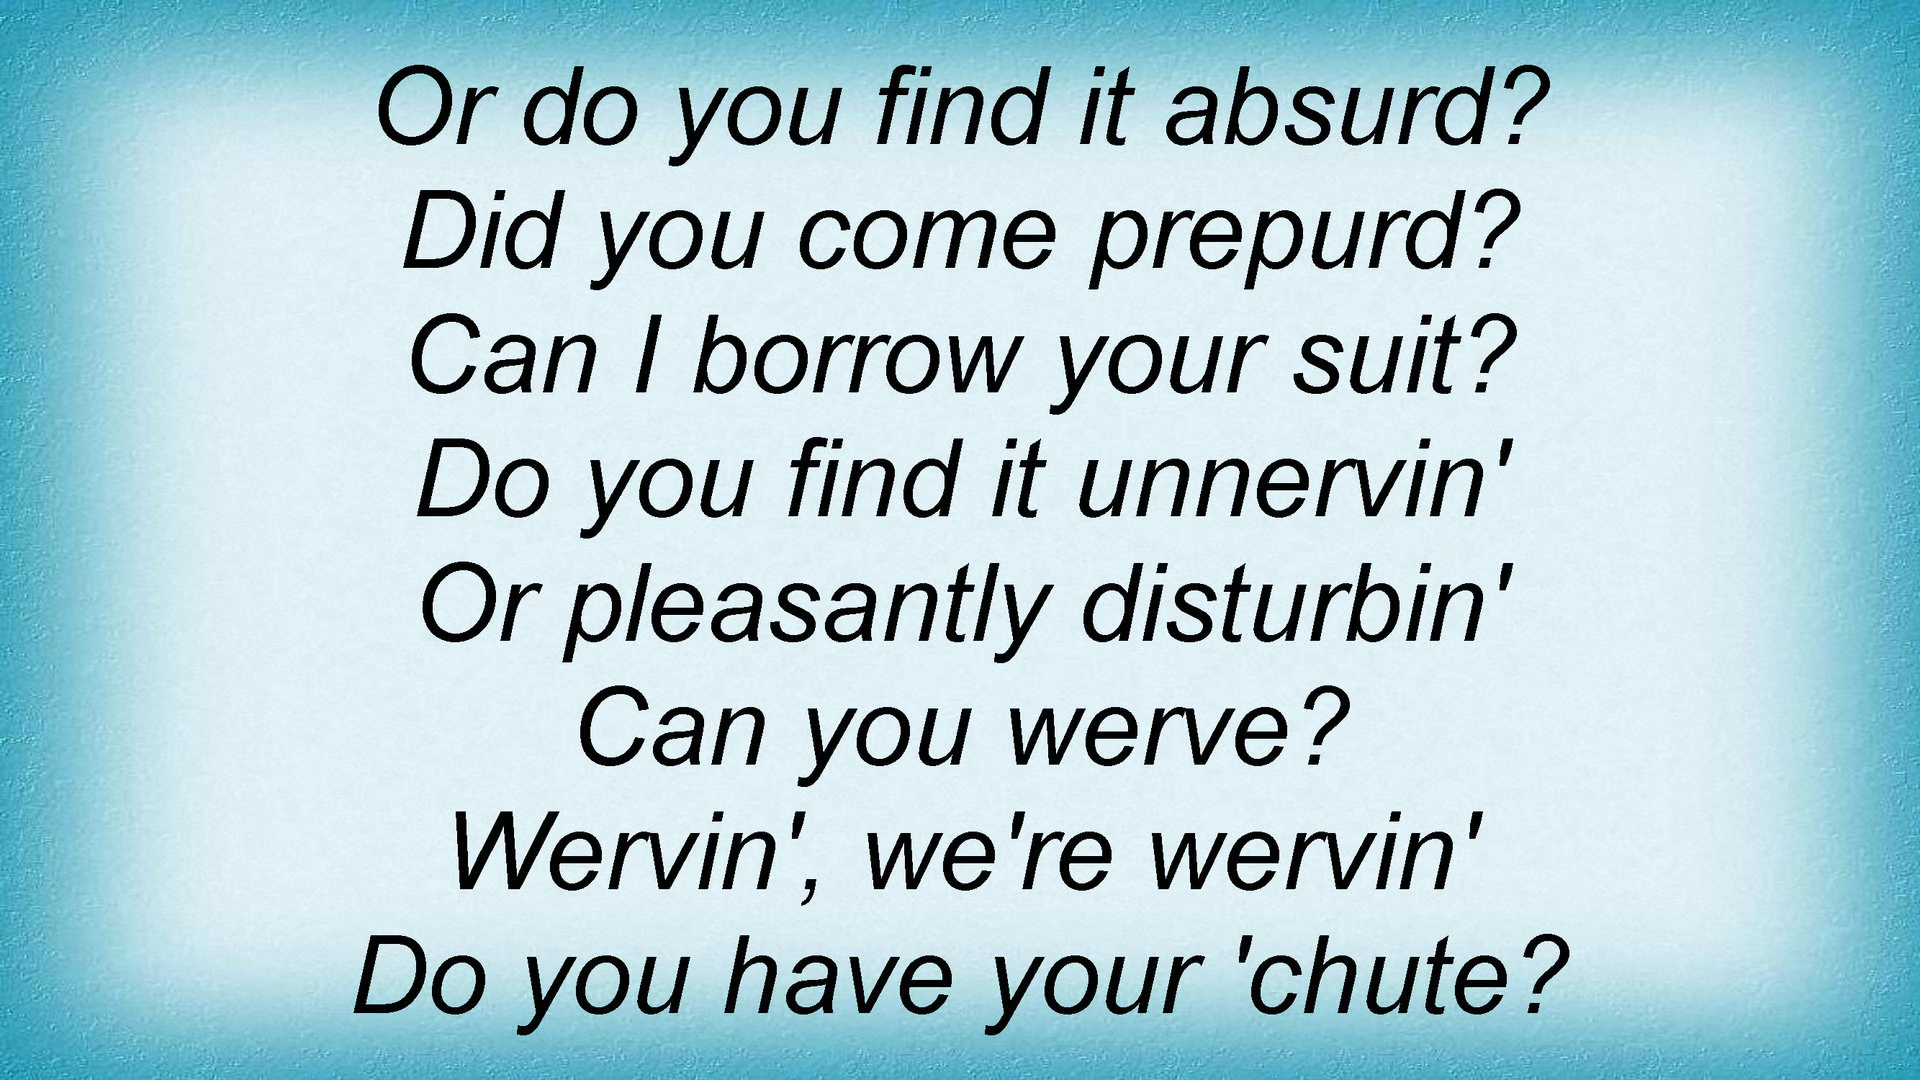 Or do you find it absurd?
Did you come prepurd?
Can I borrow your suit?
Do you find it unnervin'
Or pleasantly disturbin'
Can you werve?
Wervin', we're wervin'
Do you have your 'chute?